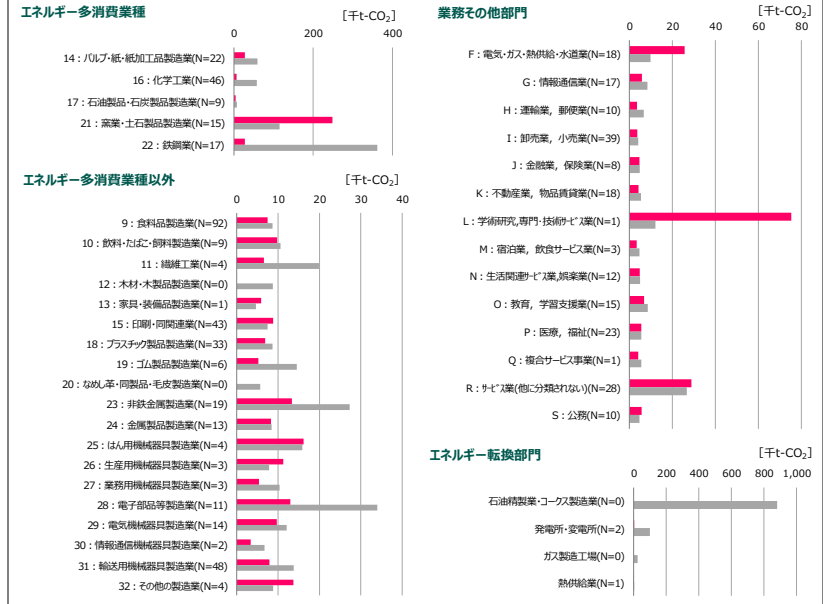 エネルギー多消費業種
[千t-CO₂]
0 200 400
14：パルプ・紙・紙加工品製造業(N=22)
16：化学工業(N=46)
17：石油製品・石炭製品製造業(N=9)
21：窯業・土石製品製造業(N=15)
22：鉄鋼業(N=17)
エネルギー多消費業種以外
[千t-CO₂]
0 10 20 30 40
9：食料品製造業(N=92)
10：飲料・たばこ・飼料製造業(N=9)
11：繊維工業(N=4)
12：木材・木製品製造業(N=0)
13：家具・装備品製造業(N=1)
15：印刷・同関連業(N=43)
18：プラスチック製品製造業(N=33)
19：ゴム製品製造業(N=6)
20：なめし革・同製品・毛皮製造業(N=0)
23：非鉄金属製造業(N=19)
24：金属製品製造業(N=13)
25：はん用機械器具製造業(N=4)
26：生産用機械器具製造業(N=3)
27：業務用機械器具製造業(N=3)
28：電子部品等製造業(N=11)
29：電気機械器具製造業(N=14)
30：情報通信機械器具製造業(N=2)
31：輸送用機械器具製造業(N=48)
32：その他の製造業(N=4)
業務その他部門
[千t-CO₂]
0 20 40 60 80
F：電気・ガス・熱供給・水道業(N=18)
G：情報通信業(N=17)
H：運輸業，郵便業(N=10)
I：卸売業，小売業(N=39)
J：金融業，保険業(N=8)
K：不動産業，物品賃貸業(N=18)
L：学術研究,専門・技術ｻｰﾋﾞｽ業(N=1)
M：宿泊業，飲食サービス業(N=3)
N：生活関連ｻｰﾋﾞｽ業,娯楽業(N=12)
O：教育，学習支援業(N=15)
P：医療，福祉(N=23)
Q：複合サービス事業(N=1)
R：ｻｰﾋﾞｽ業(他に分類されない)(N=28)
S：公務(N=10)
エネルギー転換部門
[千t-CO₂]
0 200 400 600 800 1,000
石油精製業・コークス製造業(N=0)
発電所・変電所(N=2)
ガス製造工場(N=0)
熱供給業(N=1)